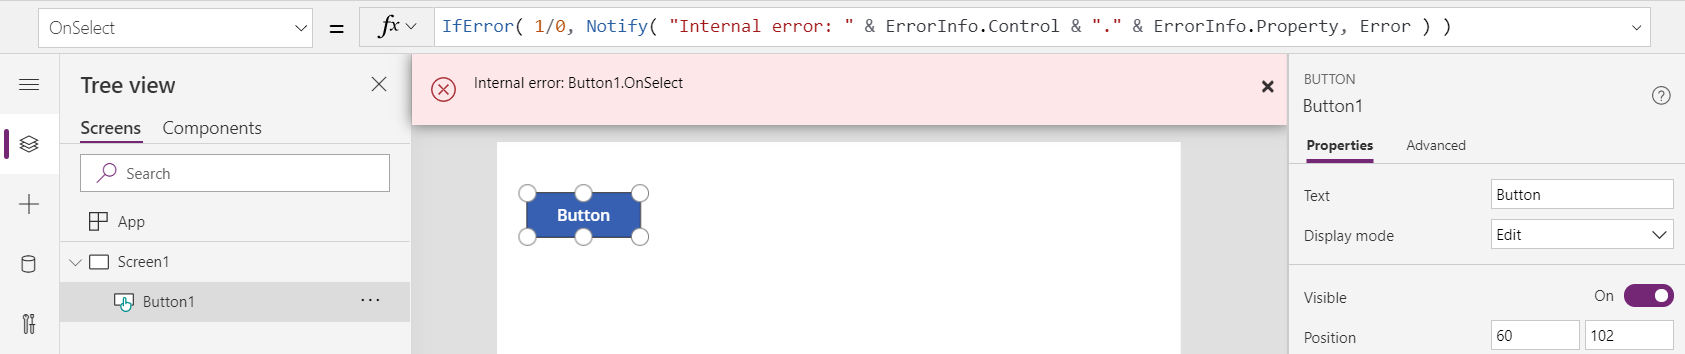 OnSelect = fx IfError( 1/0, Notify( "Internal error: " & ErrorInfo.Control & "." & ErrorInfo.Property, Error ) )
Tree view
Screens Components
Search
App
Screen1
Button1 ...
Internal error: Button1.OnSelect
Button
BUTTON
Button1
Properties Advanced
Text Button
Display mode Edit
Visible On
Position 60 102